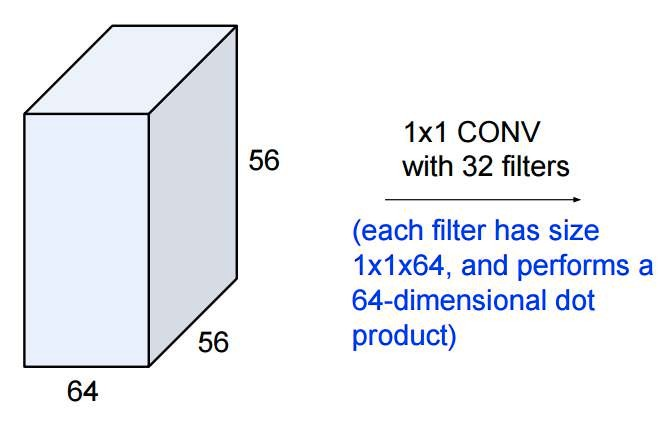 56
56
64
1x1 CONV
with 32 filters
(each filter has size
1x1x64, and performs a
64-dimensional dot
product)